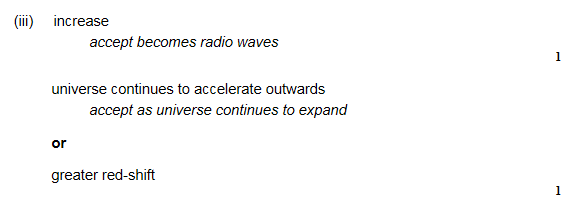 (iii) increase
accept becomes radio waves
1
universe continues to accelerate outwards
accept as universe continues to expand
or
greater red-shift
1